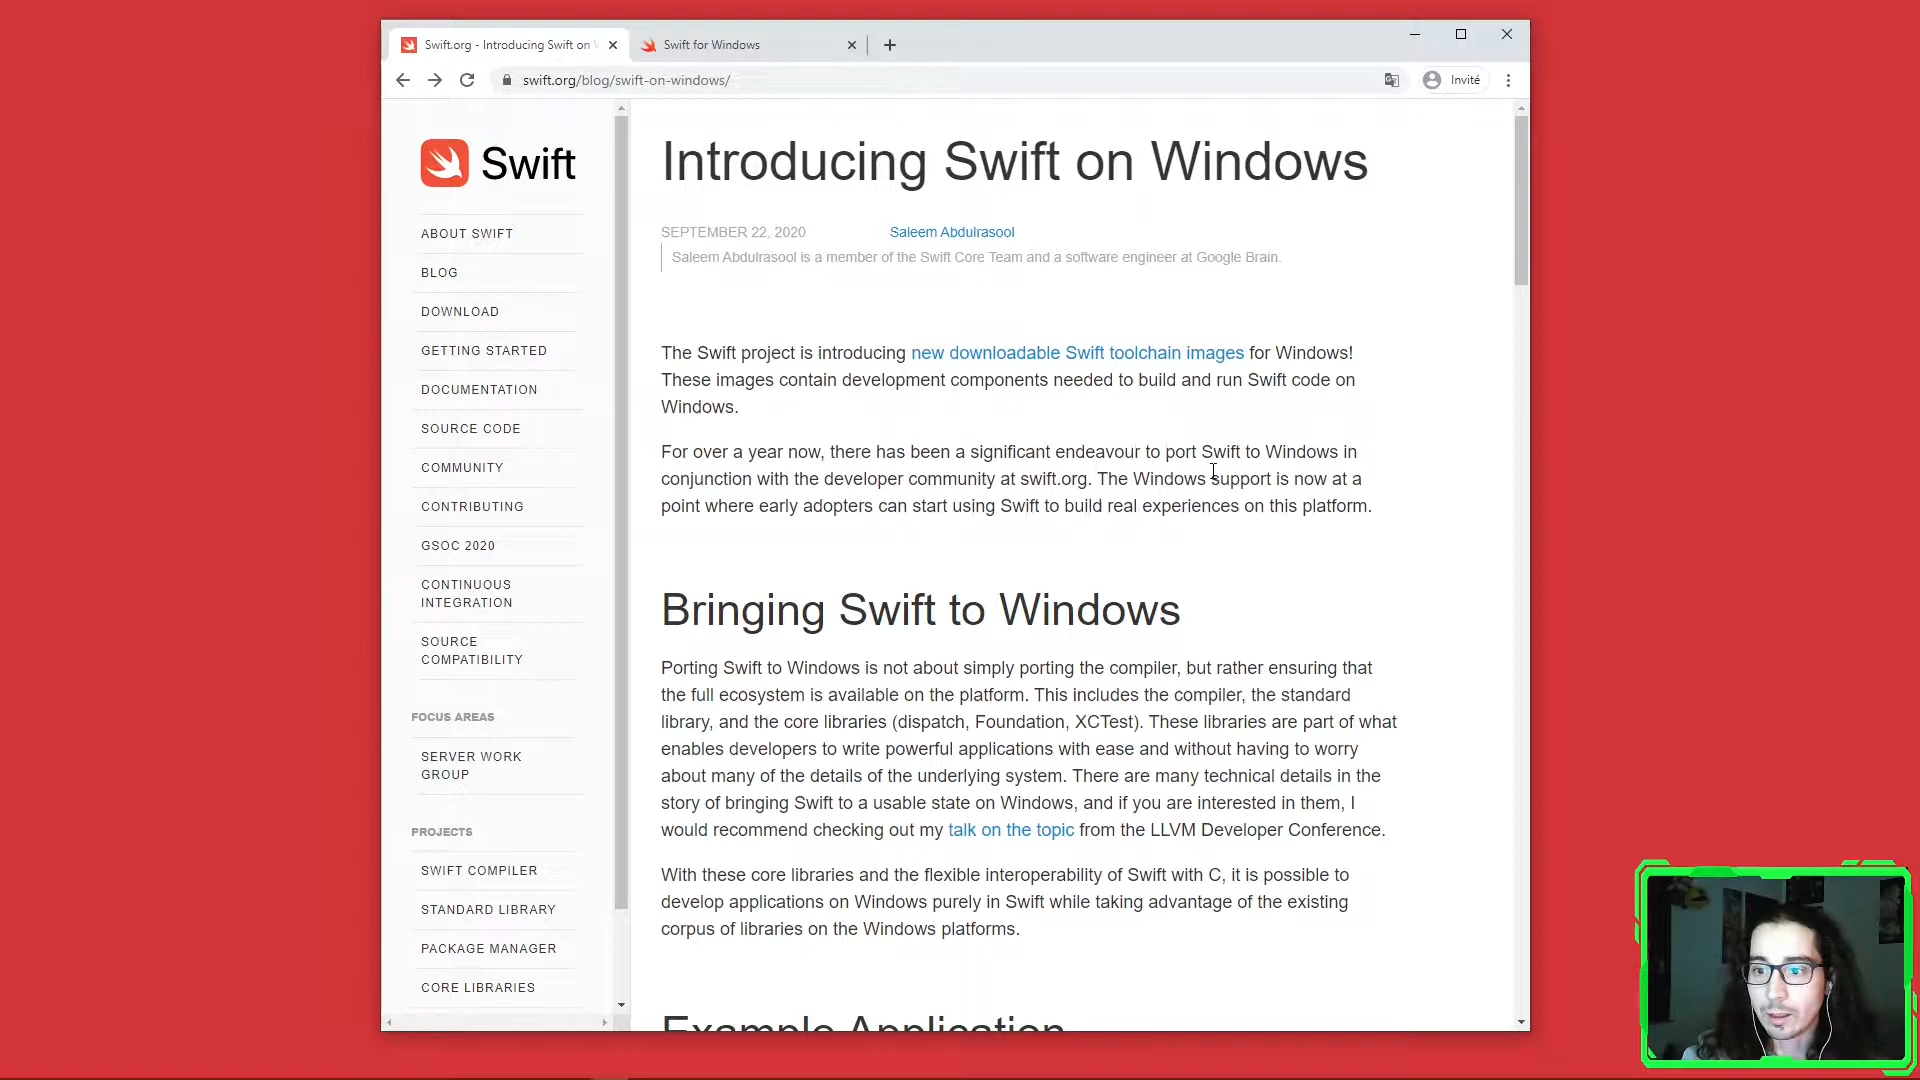 Swift.org - Introducing Swift on
Swift for Windows
swift.org/blog/swift-on-windows/
Invité
Swift
ABOUT SWIFT
BLOG
DOWNLOAD
GETTING STARTED
DOCUMENTATION
SOURCE CODE
COMMUNITY
CONTRIBUTING
GSOC 2020
CONTINUOUS
INTEGRATION
SOURCE
COMPATIBILITY
FOCUS AREAS
SERVER WORK
GROUP
PROJECTS
SWIFT COMPILER
STANDARD LIBRARY
PACKAGE MANAGER
CORE LIBRARIES
Introducing Swift on Windows
SEPTEMBER 22, 2020
Saleem Abdulrasool
Saleem Abdulrasool is a member of the Swift Core Team and a software engineer at Google Brain.
The Swift project is introducing new downloadable Swift toolchain images for Windows!
These images contain development components needed to build and run Swift code on
Windows.
For over a year now, there has been a significant endeavour to port Swift to Windows in
conjunction with the developer community at swift.org. The Windows support is now at a
point where early adopters can start using Swift to build real experiences on this platform.
Bringing Swift to Windows
Porting Swift to Windows is not about simply porting the compiler, but rather ensuring that
the full ecosystem is available on the platform. This includes the compiler, the standard
library, and the core libraries (dispatch, Foundation, XCTest). These libraries are part of what
enables developers to write powerful applications with ease and without having to worry
about many of the details of the underlying system. There are many technical details in the
story of bringing Swift to a usable state on Windows, and if you are interested in them, I
would recommend checking out my talk on the topic from the LLVM Developer Conference.
With these core libraries and the flexible interoperability of Swift with C, it is possible to
develop applications on Windows purely in Swift while taking advantage of the existing
corpus of libraries on the Windows platforms.
Example Application